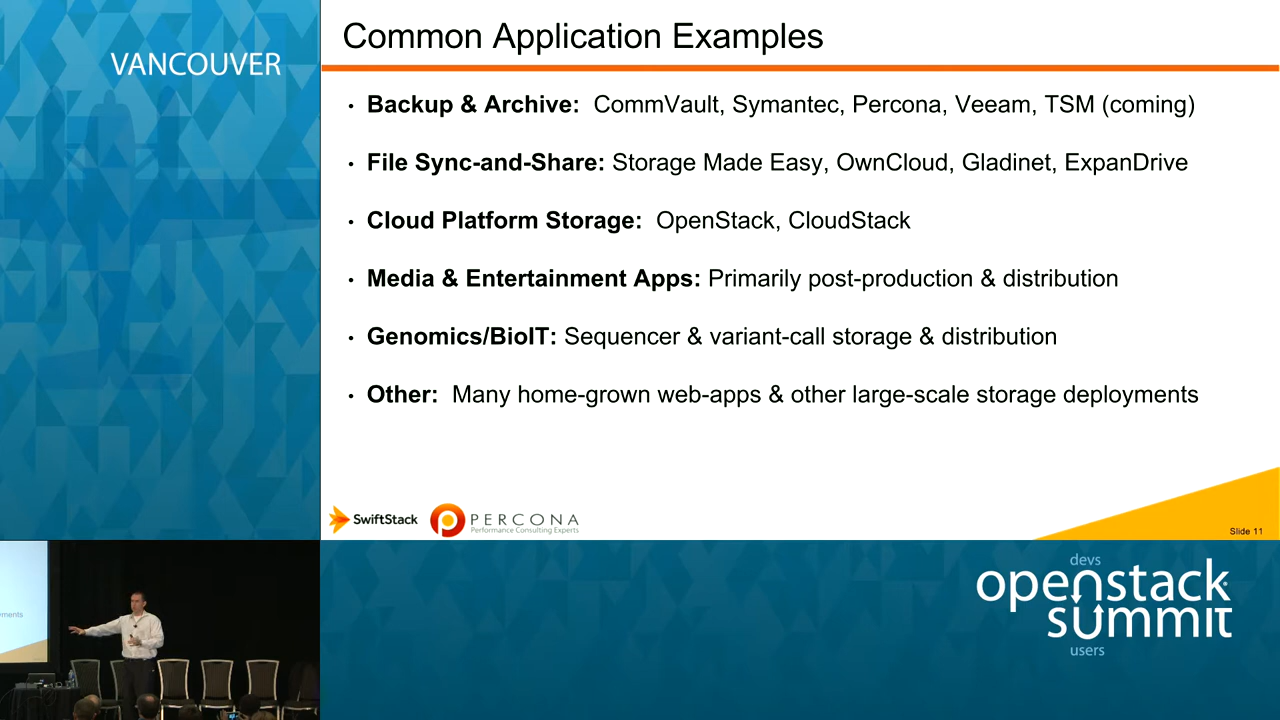 VANCOUVER
Common Application Examples
• Backup & Archive: CommVault, Symantec, Percona, Veeam, TSM (coming)
• File Sync-and-Share: Storage Made Easy, OwnCloud, Gladinet, ExpanDrive
• Cloud Platform Storage: OpenStack, CloudStack
• Media & Entertainment Apps: Primarily post-production & distribution
• Genomics/BioIT: Sequencer & variant-call storage & distribution
• Other: Many home-grown web-apps & other large-scale storage deployments
SwiftStack
PERCONA
Performance Consulting Experts
Slide 11
yments
devs
openstack
summit
users